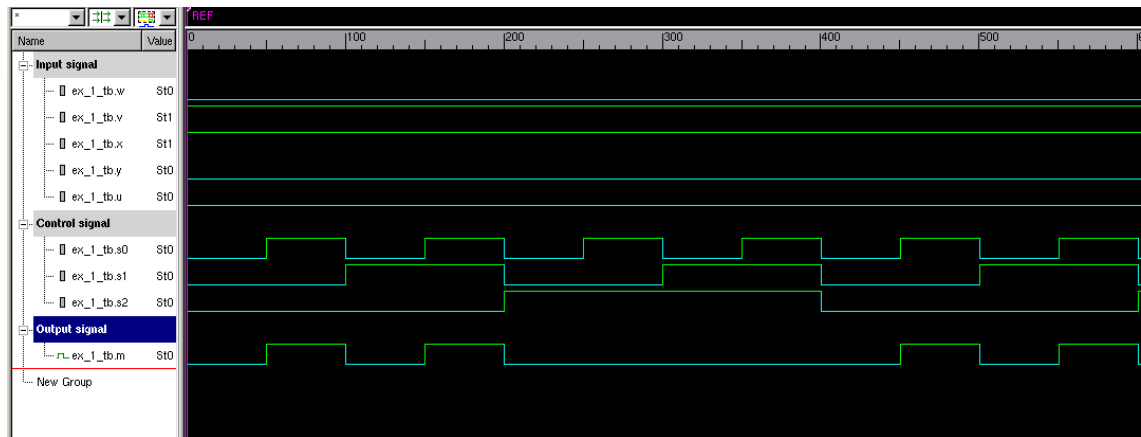 *
REF
Name Value
0 100 200 300 400 500
Input signal
ex_1_tb.w St0
ex_1_tb.v St1
ex_1_tb.x St1
ex_1_tb.y St0
ex_1_tb.u St0
Control signal
ex_1_tb.s0 St0
ex_1_tb.s1 St0
ex_1_tb.s2 St0
Output signal
ex_1_tb.m St0
New Group